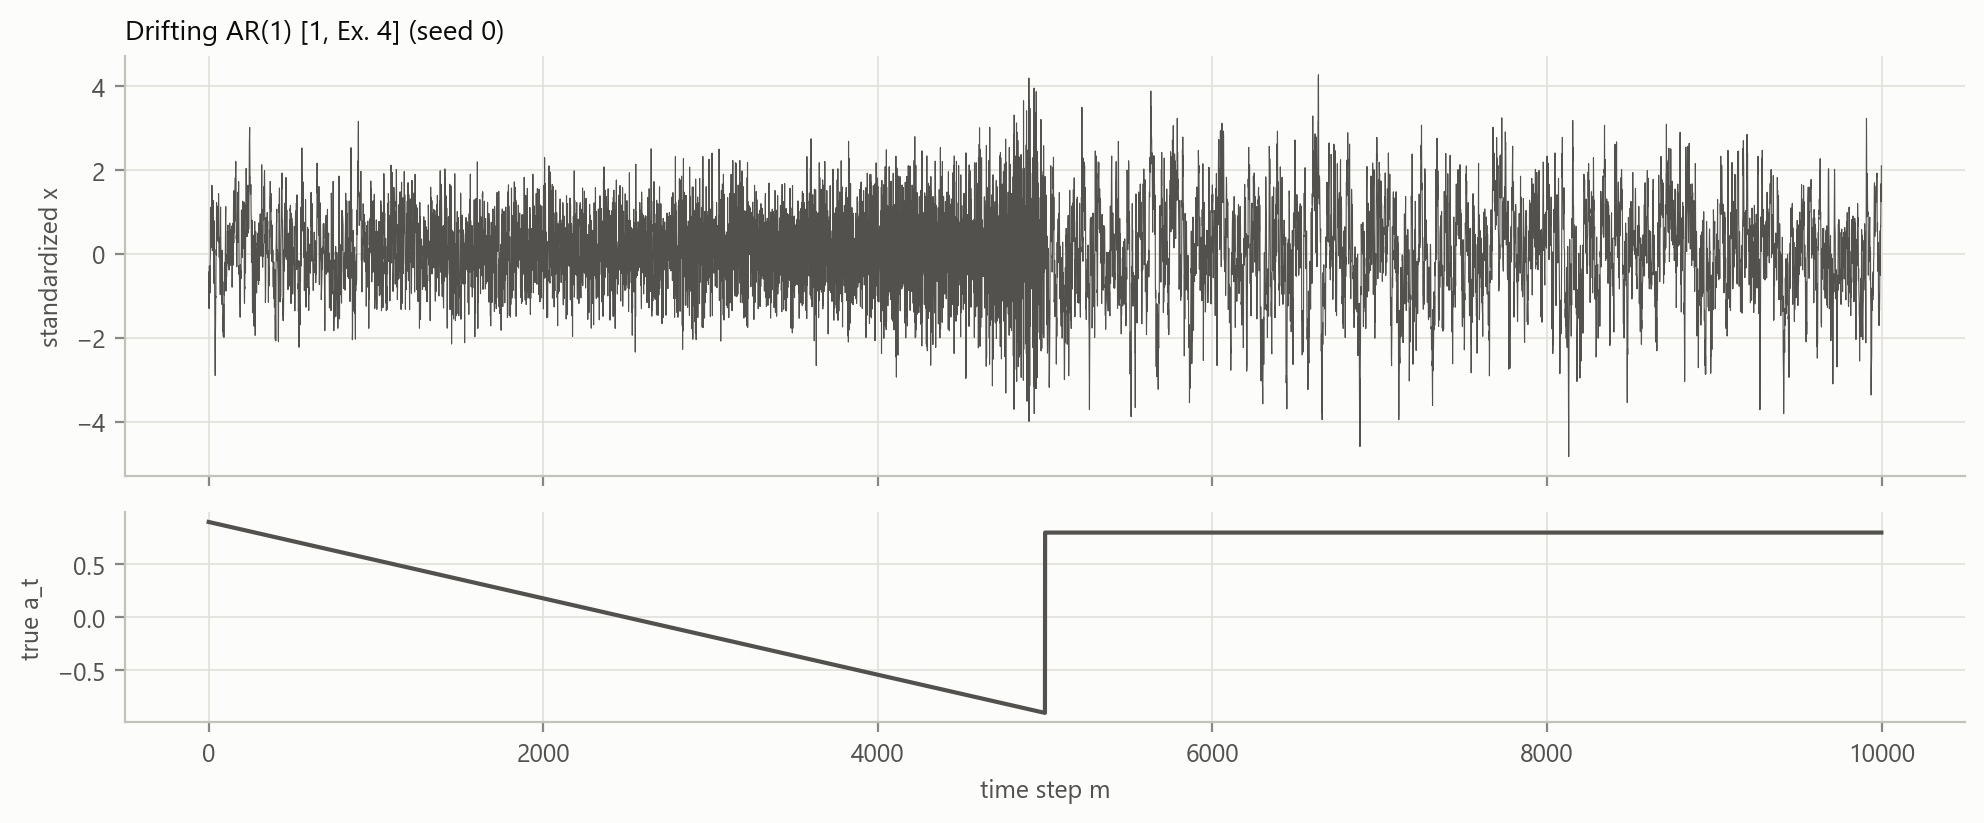 Drifting AR(1) [1, Ex. 4] (seed 0)
standardized x
4
2
0
−2
−4
true a_t
0.5
0.0
−0.5
0 2000 4000 6000 8000 10000
time step m